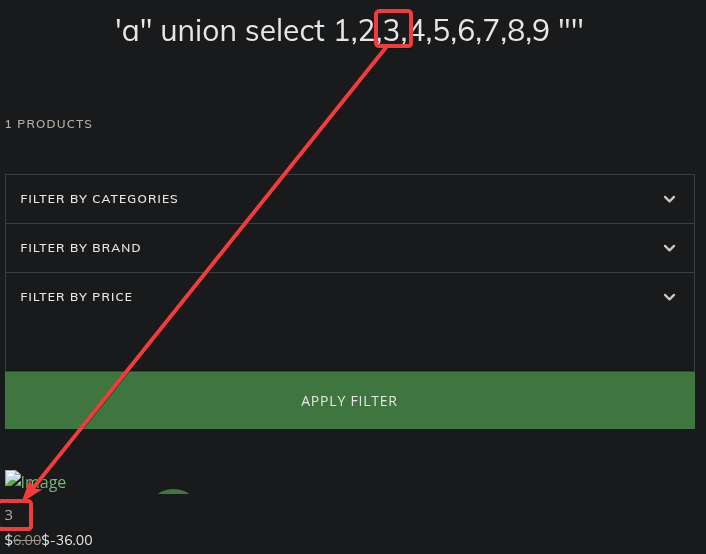 'a" union select 1,2,3,4,5,6,7,8,9 ""'
1 PRODUCTS
FILTER BY CATEGORIES
FILTER BY BRAND
FILTER BY PRICE
APPLY FILTER
Image
3
$6.00$-36.00